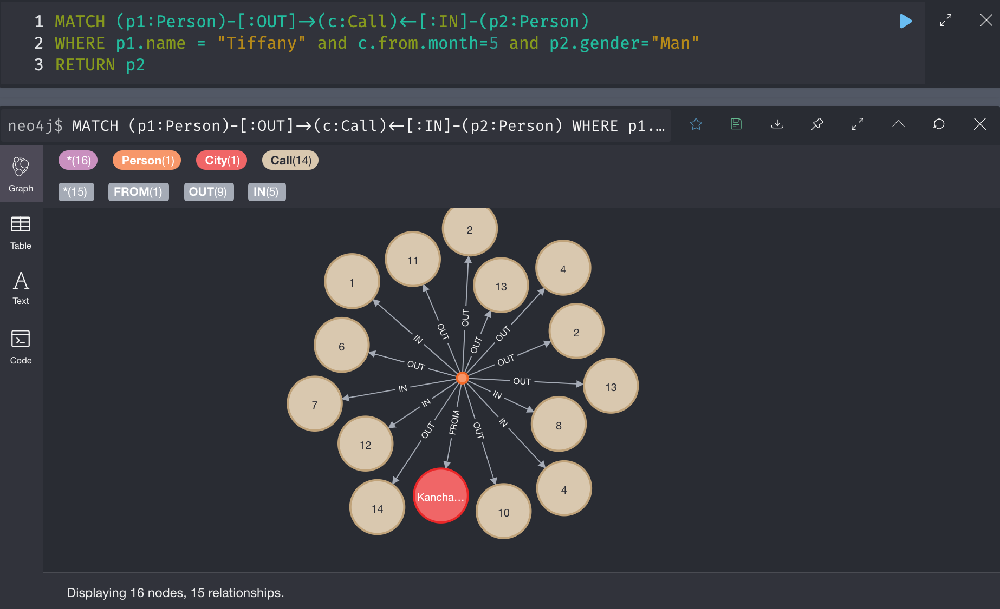 1 MATCH (p1:Person)-[:OUT]->(c:Call)<-[:IN]-(p2:Person)
2 WHERE p1.name = "Tiffany" and c.from.month=5 and p2.gender="Man"
3 RETURN p2
neo4j$ MATCH (p1:Person)-[:OUT]->(c:Call)<-[:IN]-(p2:Person) WHERE p1.…
*(16) Person(1) City(1) Call(14)
*(15) FROM(1) OUT(9) IN(5)
Graph
Table
Text
Code
2
11
4
1
13
OUT
2
OUT
OUT
IN
OUT
6
OUT
OUT
OUT
OUT
13
IN
IN
7
IN
FROM
IN
8
OUT
OUT
12
4
Kancha…
14
10
Displaying 16 nodes, 15 relationships.